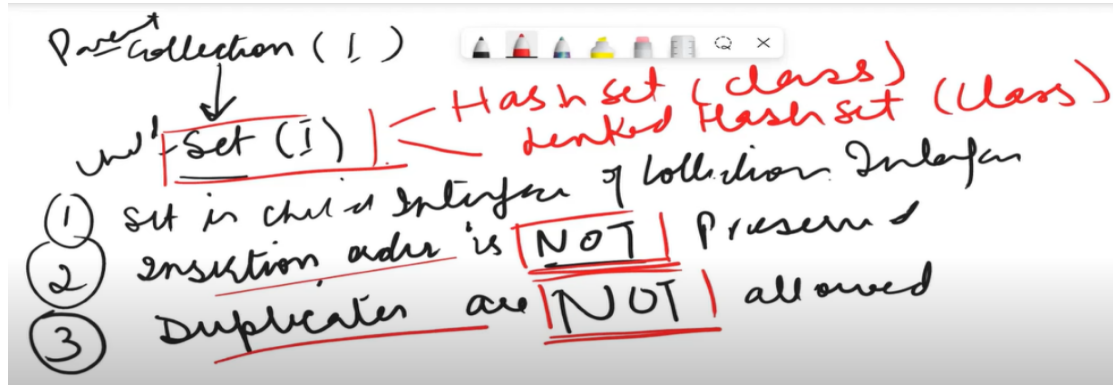 Parent
Collection (I)
Hash Set (class)
Linked Hash Set (Class)
child - Set (I)
① Set is child Interface of Collection Interface
② Insertion order is NOT Preserved
③ Duplicates are NOT allowed